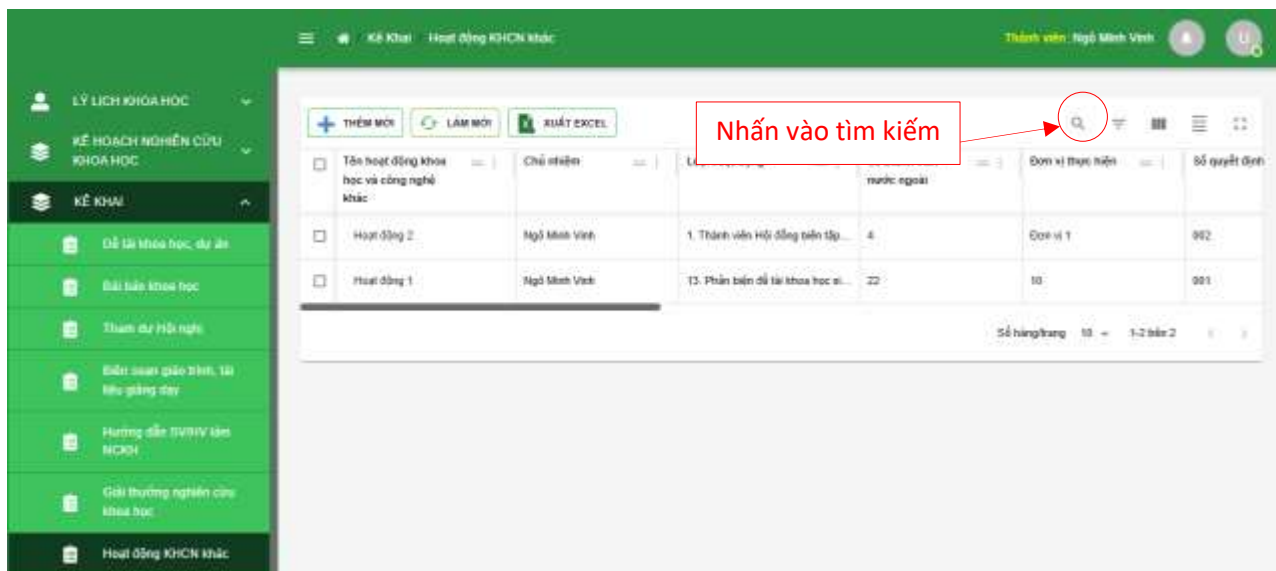 Kê Khai Hoạt động KHCN khác
Thành viên: Ngô Minh Vinh
U
LÝ LỊCH KHOA HỌC
KẾ HOẠCH NGHIÊN CỨU
KHOA HỌC
KÊ KHAI
Đề tài khoa học, dự án
Bài báo khoa học
Tham dự Hội nghị
Biên soạn giáo trình, tài
liệu giảng dạy
Hướng dẫn SV/HV làm
NCKH
Giải thưởng nghiên cứu
khoa học
Hoạt động KHCN khác
THÊM MỚI LÀM MỚI XUẤT EXCEL
Nhấn vào tìm kiếm
Tên hoạt động khoa
học và công nghệ
khác
Chủ nhiệm
nước ngoài
Đơn vị thực hiện
Số quyết định
Hoạt động 2 Ngô Minh Vinh 1. Thành viên Hội đồng biên tập... 4 Đơn vị 1 002
Hoạt động 1 Ngô Minh Vinh 13. Phản biện đề tài khoa học si... 22 10 001
Số hàng/trang 10 1-2 trên 2